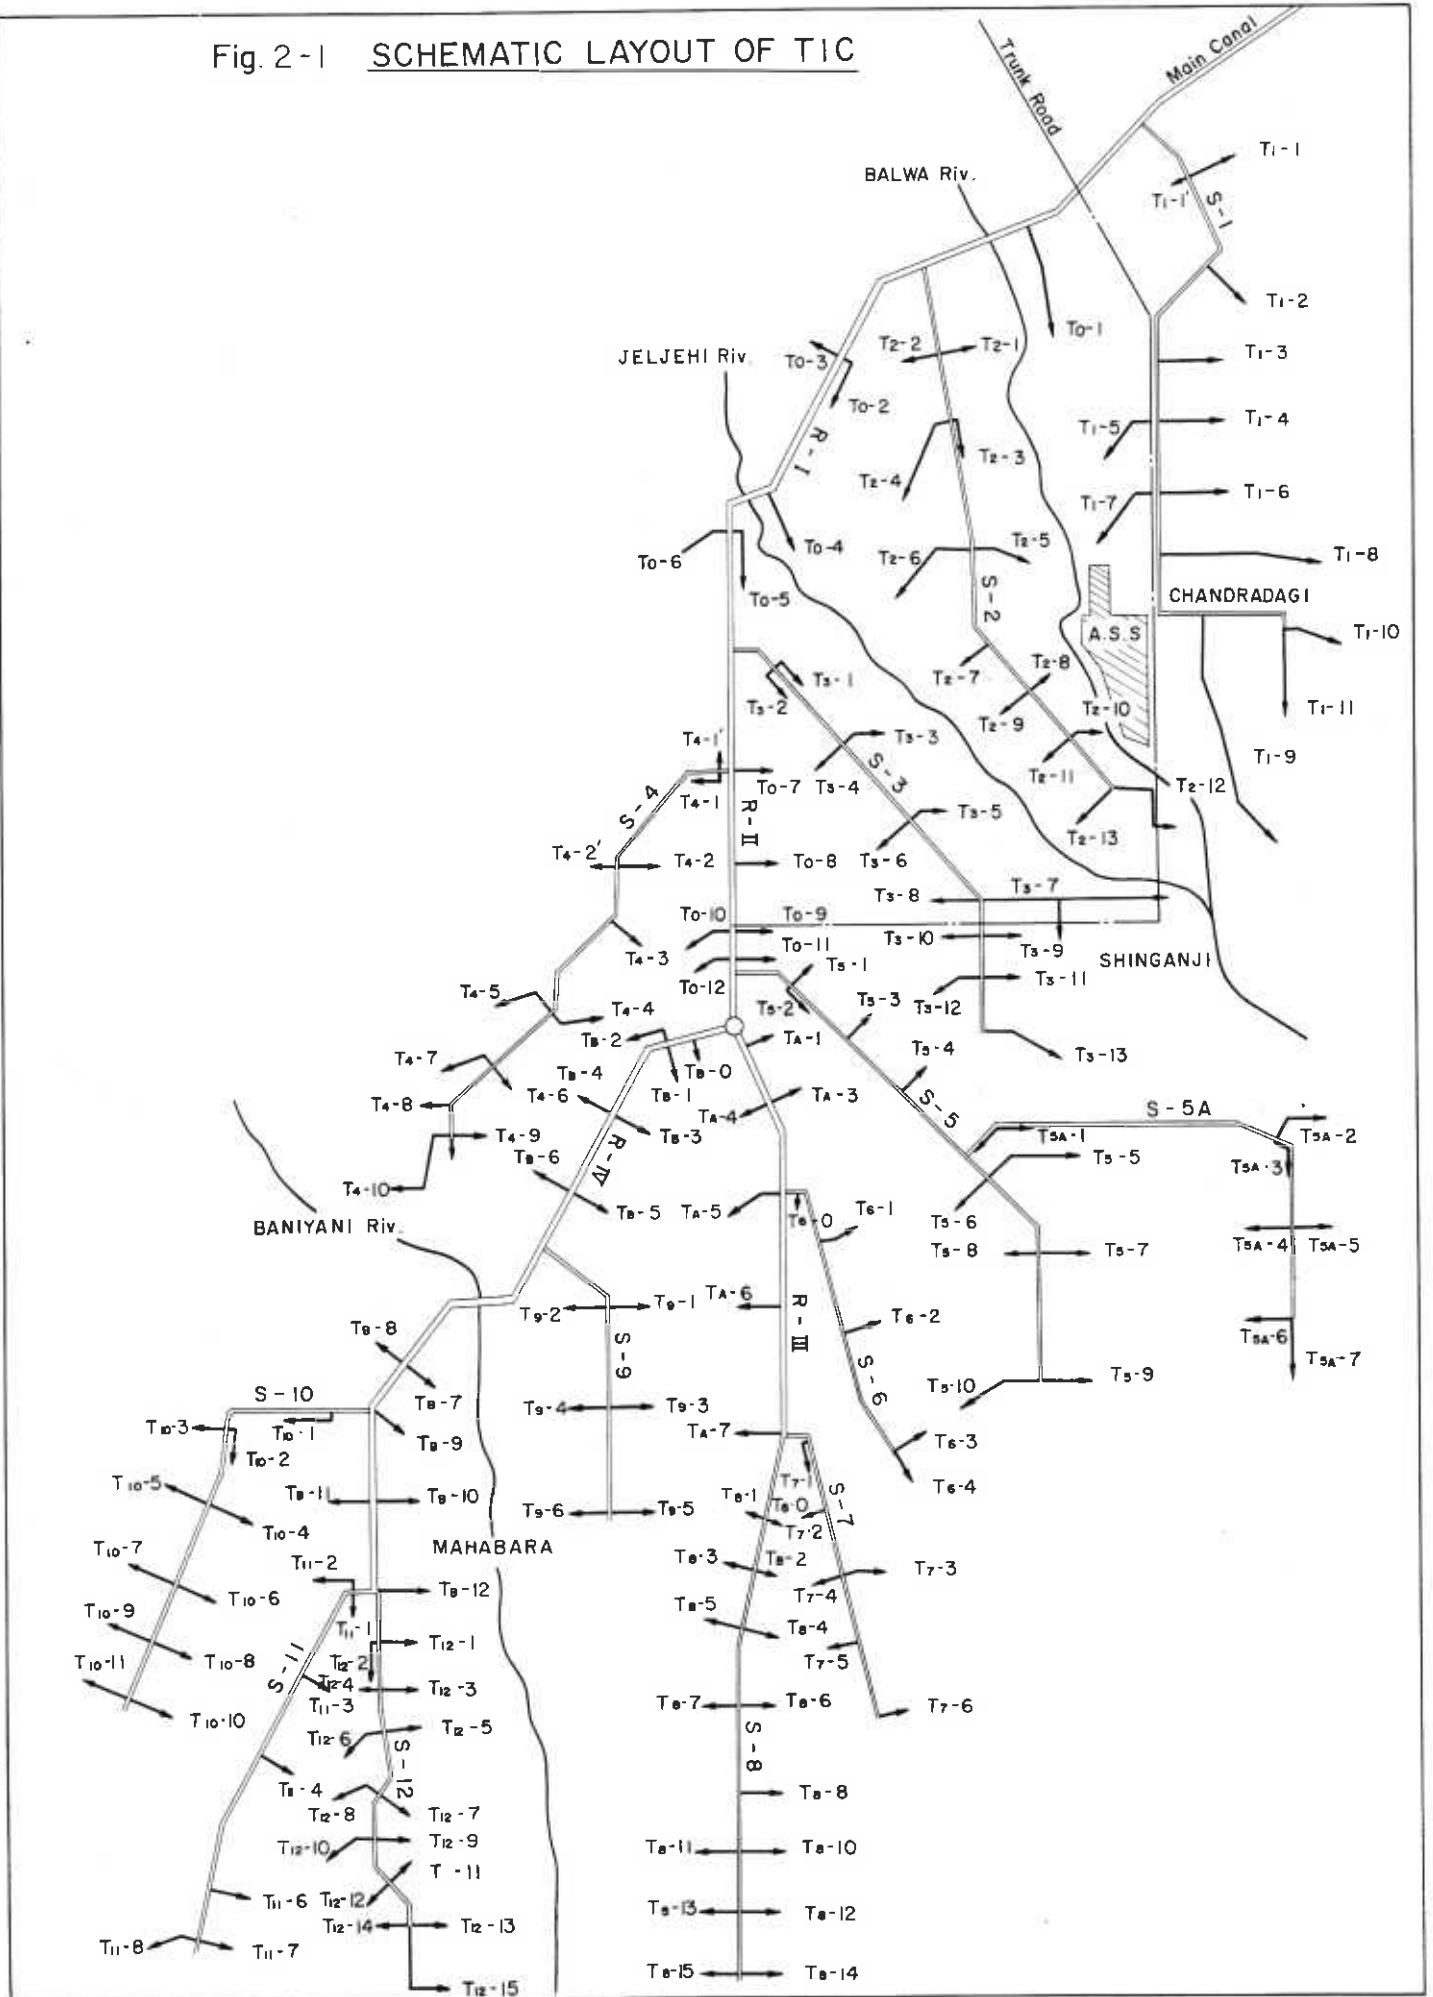 Fig. 2-1 SCHEMATIC LAYOUT OF TIC
Main Canal
Trunk Road
BALWA Riv.
T1-1
T1-1'
S-1
T1-2
T0-1
T2-2
T2-1
T1-3
JELJEHI Riv.
T0-3
T0-2
T1-5
T1-4
R-I
T2-3
T2-4
T1-7
T1-6
T0-4
T2-5
T2-6
T1-8
T0-6
T0-5
S-2
CHANDRADAGI
A.S.S
T1-10
T2-8
T2-7
T3-1
T3-2
T2-10
T2-9
T1-11
T4-1'
T3-3
T1-9
S-3
T2-11
T2-12
T4-1
T0-7
T3-4
S-4
R-II
T3-5
T2-13
T4-2'
T4-2
T0-8
T3-6
T3-7
T3-8
T0-10
T0-9
T3-10
T3-9
T0-11
T4-3
T5-1
SHINGANJI
T3-11
T0-12
T4-5
T5-2
T5-3
T3-12
T4-4
TB-2
TA-1
T5-4
T3-13
T4-7
TB-4
TB-0
T4-6
TB-1
TA-3
T4-8
TA-4
S-5
S-5A
T4-9
TB-3
T5A-1
T5A-2
TB-6
R-IV
T5-5
T5A-3
T4-10
TB-5
TA-5
T6-0
T6-1
T5-6
BANIYANI Riv.
T5-8
T5-7
T5A-4
T5A-5
TA-6
T9-2
T9-1
R-III
T6-2
TB-8
S-9
T5A-6
T5A-7
S-6
S-10
TB-7
T5-10
T5-9
T9-4
T9-3
T10-3
T10-1
TB-9
TA-7
T6-3
T10-2
T7-1
T6-4
T10-5
TB-11
TB-10
T8-1
S-7
T9-6
T9-5
T10-4
T7-2
MAHABARA
T10-7
T11-2
T8-3
T8-2
T7-3
TB-12
T7-4
T10-6
T10-9
T8-5
T11-1
T8-4
T12-1
T10-8
T7-5
T10-11
S-11
T12-2
T12-4
T12-3
T11-3
T8-7
T8-6
T7-6
T10-10
T12-6
T12-5
S-12
S-8
T8-8
T12-8
T12-7
T12-10
T12-9
T8-11
T8-10
T -11
T11-6
T12-12
T8-12
T12-14
T12-13
T11-8
T11-7
T8-15
T8-14
T12-15